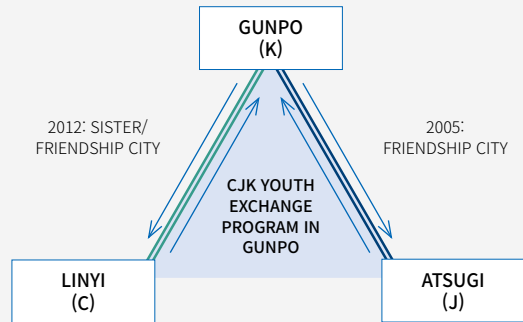 GUNPO
(K)
2012: SISTER/
FRIENDSHIP CITY
2005:
FRIENDSHIP CITY
CJK YOUTH
EXCHANGE
PROGRAM IN
GUNPO
LINYI
(C)
ATSUGI
(J)